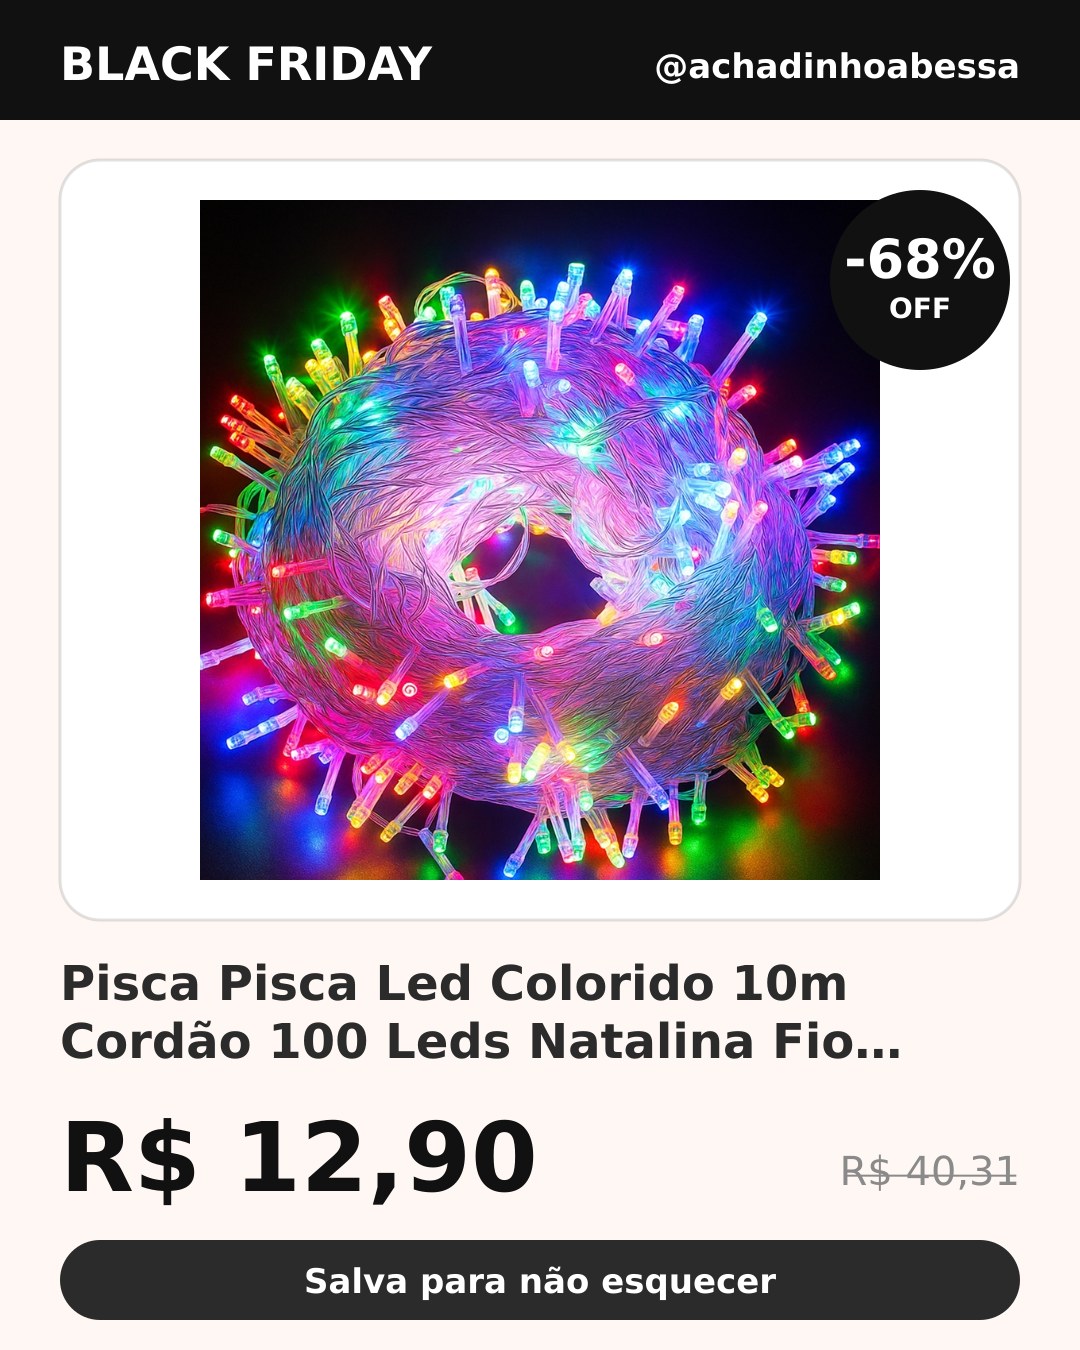 BLACK FRIDAY
@achadinhoabessa
-68%
OFF
Pisca Pisca Led Colorido 10m
Cordão 100 Leds Natalina Fio...
R$ 12,90
R$ 40,31
Salva para não esquecer